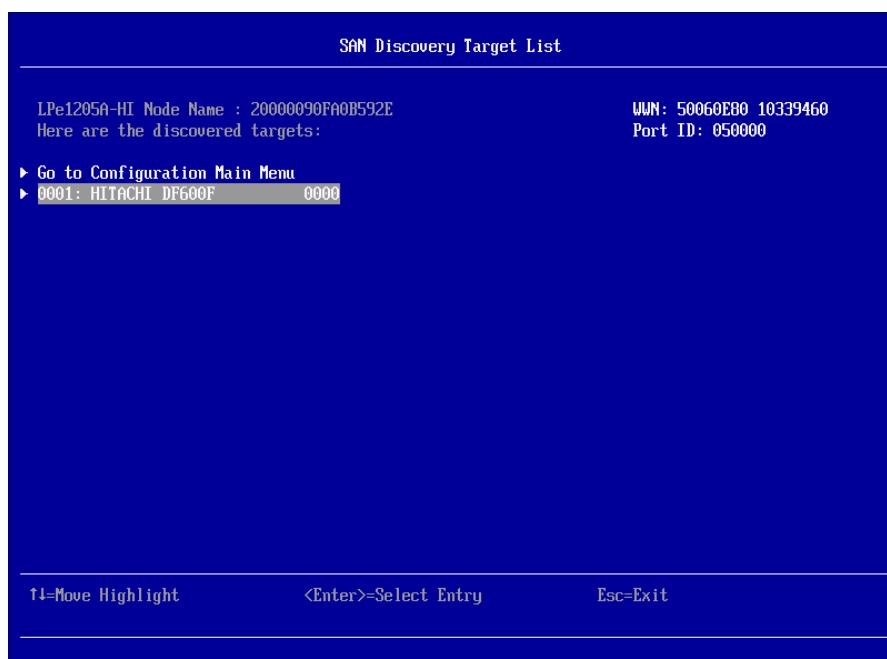 SAN Discovery Target List
LPe1205A-HI Node Name : 20000090FA0B592E WWN: 50060E80 10339460
Here are the discovered targets: Port ID: 050000
Go to Configuration Main Menu
0001: HITACHI DF600F 0000
↑↓=Move Highlight <Enter>=Select Entry Esc=Exit